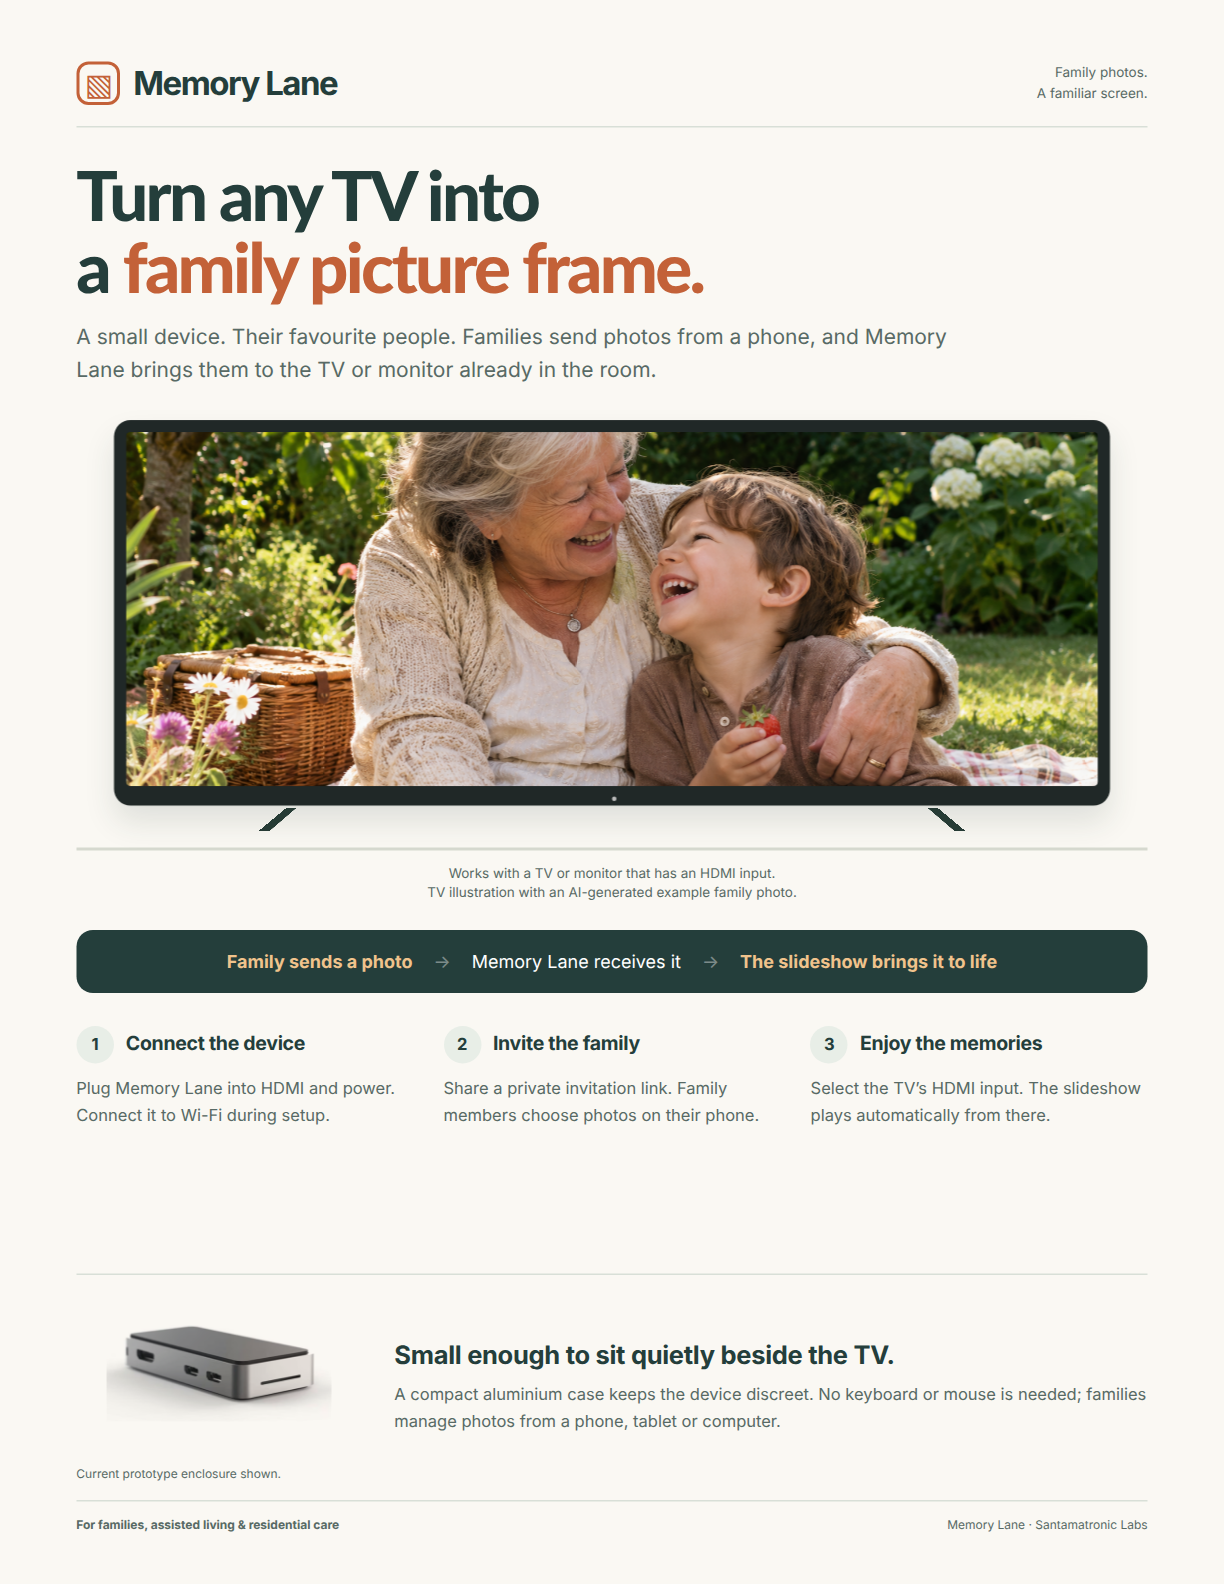 Memory Lane
Family photos.
A familiar screen.
Turn any TV into
a family picture frame.
A small device. Their favourite people. Families send photos from a phone, and Memory
Lane brings them to the TV or monitor already in the room.
Works with a TV or monitor that has an HDMI input.
TV illustration with an AI-generated example family photo.
Family sends a photo → Memory Lane receives it → The slideshow brings it to life
1 Connect the device
Plug Memory Lane into HDMI and power.
Connect it to Wi-Fi during setup.
2 Invite the family
Share a private invitation link. Family
members choose photos on their phone.
3 Enjoy the memories
Select the TV’s HDMI input. The slideshow
plays automatically from there.
Small enough to sit quietly beside the TV.
A compact aluminium case keeps the device discreet. No keyboard or mouse is needed; families
manage photos from a phone, tablet or computer.
Current prototype enclosure shown.
For families, assisted living & residential care
Memory Lane · Santamatronic Labs